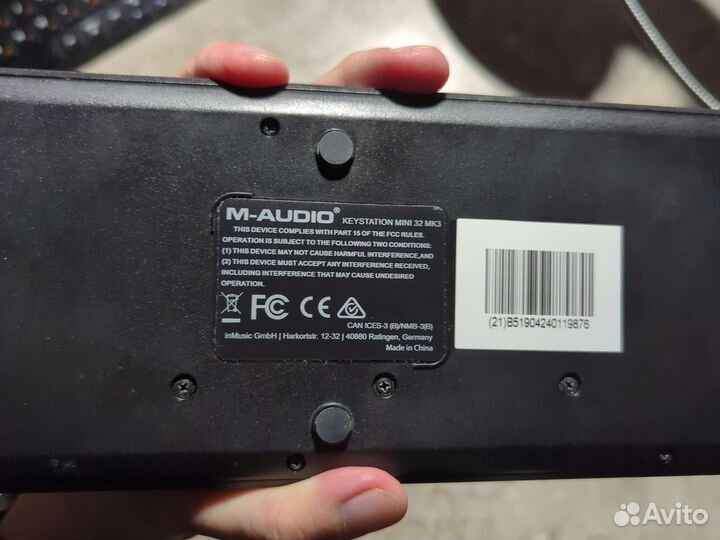 M-AUDIO® KEYSTATION MINI 32 MK3
THIS DEVICE COMPLIES WITH PART 15 OF THE FCC RULES.
OPERATION IS SUBJECT TO THE FOLLOWING TWO CONDITIONS:
(1) THIS DEVICE MAY NOT CAUSE HARMFUL INTERFERENCE,AND
(2) THIS DEVICE MUST ACCEPT ANY INTERFERENCE RECEIVED,
INCLUDING INTERFERENCE THAT MAY CAUSE UNDESIRED
OPERATION.
FC CE
CAN ICES-3 (B)/NMB-3(B)
inMusic GmbH | Harkortstr. 12-32 | 40880 Ratingen, Germany
Made in China
(21)B51904240119876
Avito